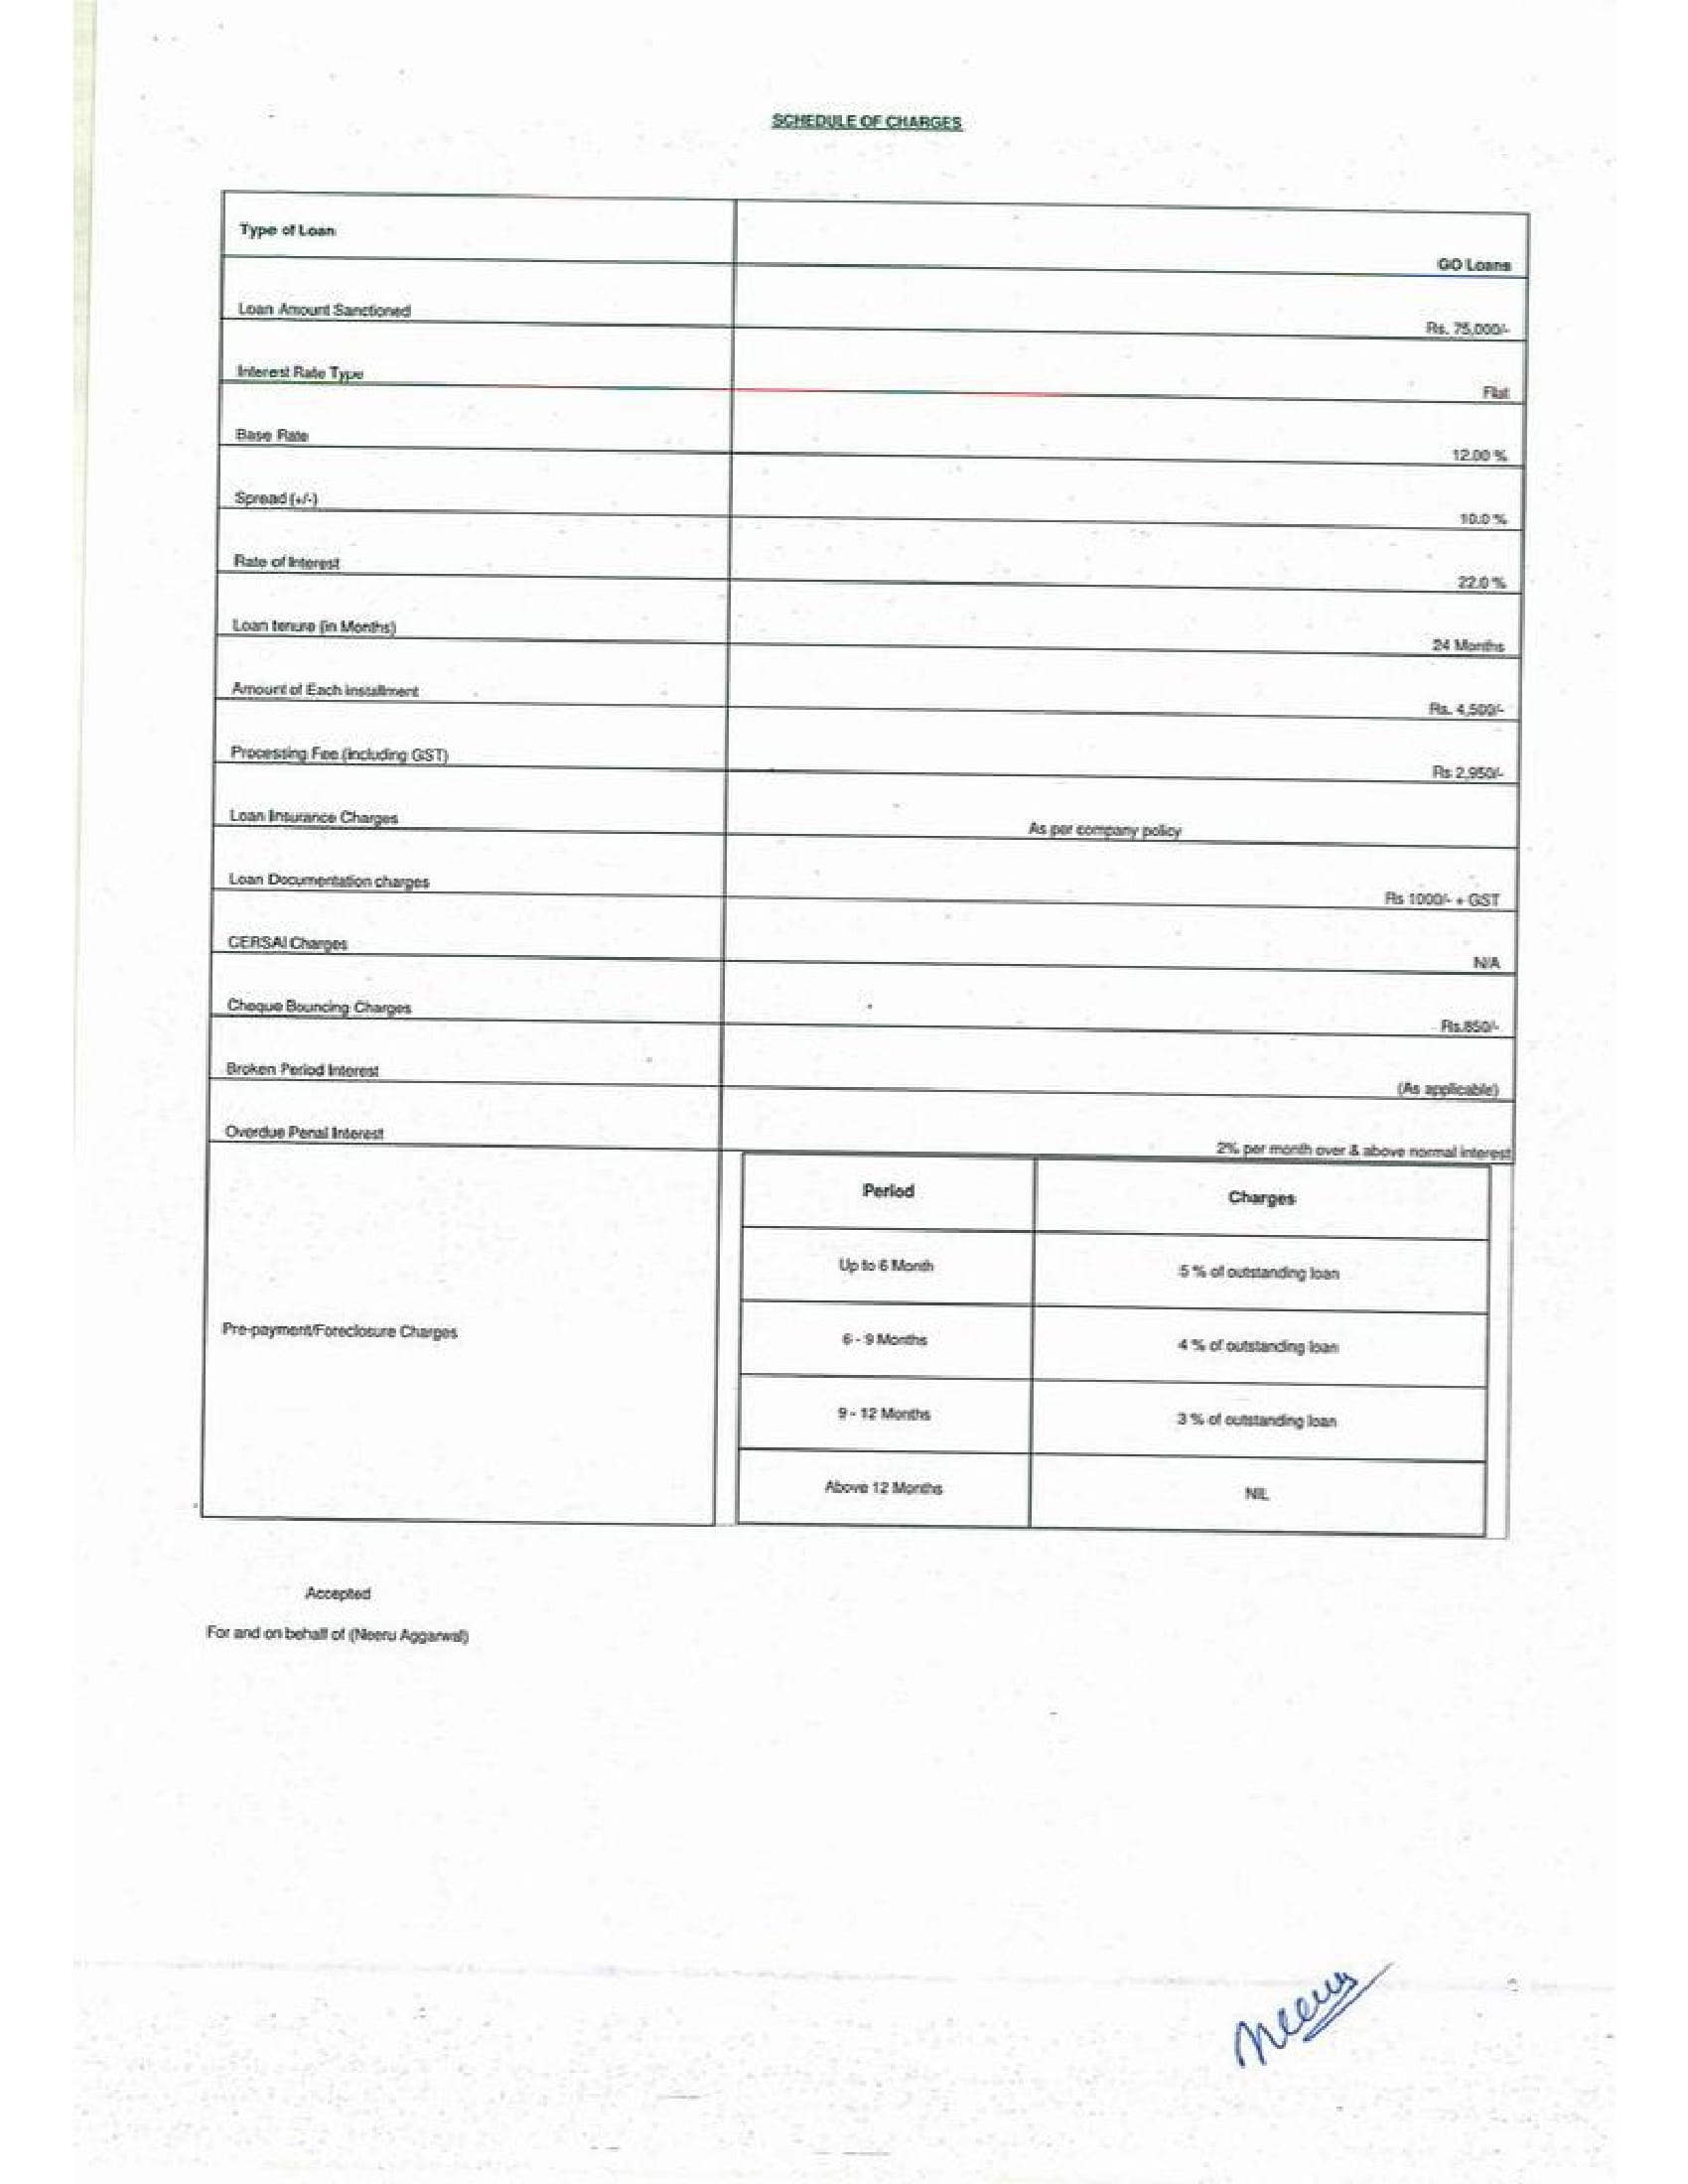 SCHEDULE OF CHARGES
Type of Loan
GO Loans
Loan Amount Sanctioned
Rs. 75,000/-
Interest Rate Type
Flat
Base Rate
12.00 %
Spread (+/-)
10.0 %
Rate of Interest
22.0 %
Loan tenure (in Months)
24 Months
Amount of Each installment
Rs. 4,500/-
Processing Fee (including GST)
Rs 2,950/-
Loan Insurance Charges
As per company policy
Loan Documentation charges
Rs 1000/- + GST
CERSAI Charges
N/A
Cheque Bouncing Charges
Rs.850/-
Broken Period Interest
(As applicable)
Overdue Penal Interest
2% per month over & above normal interest
Pre-payment/Foreclosure Charges
Period Charges
Up to 6 Month 5 % of outstanding loan
6 - 9 Months 4 % of outstanding loan
9 - 12 Months 3 % of outstanding loan
Above 12 Months NIL
Accepted
For and on behalf of (Neeru Aggarwal)
Neeru